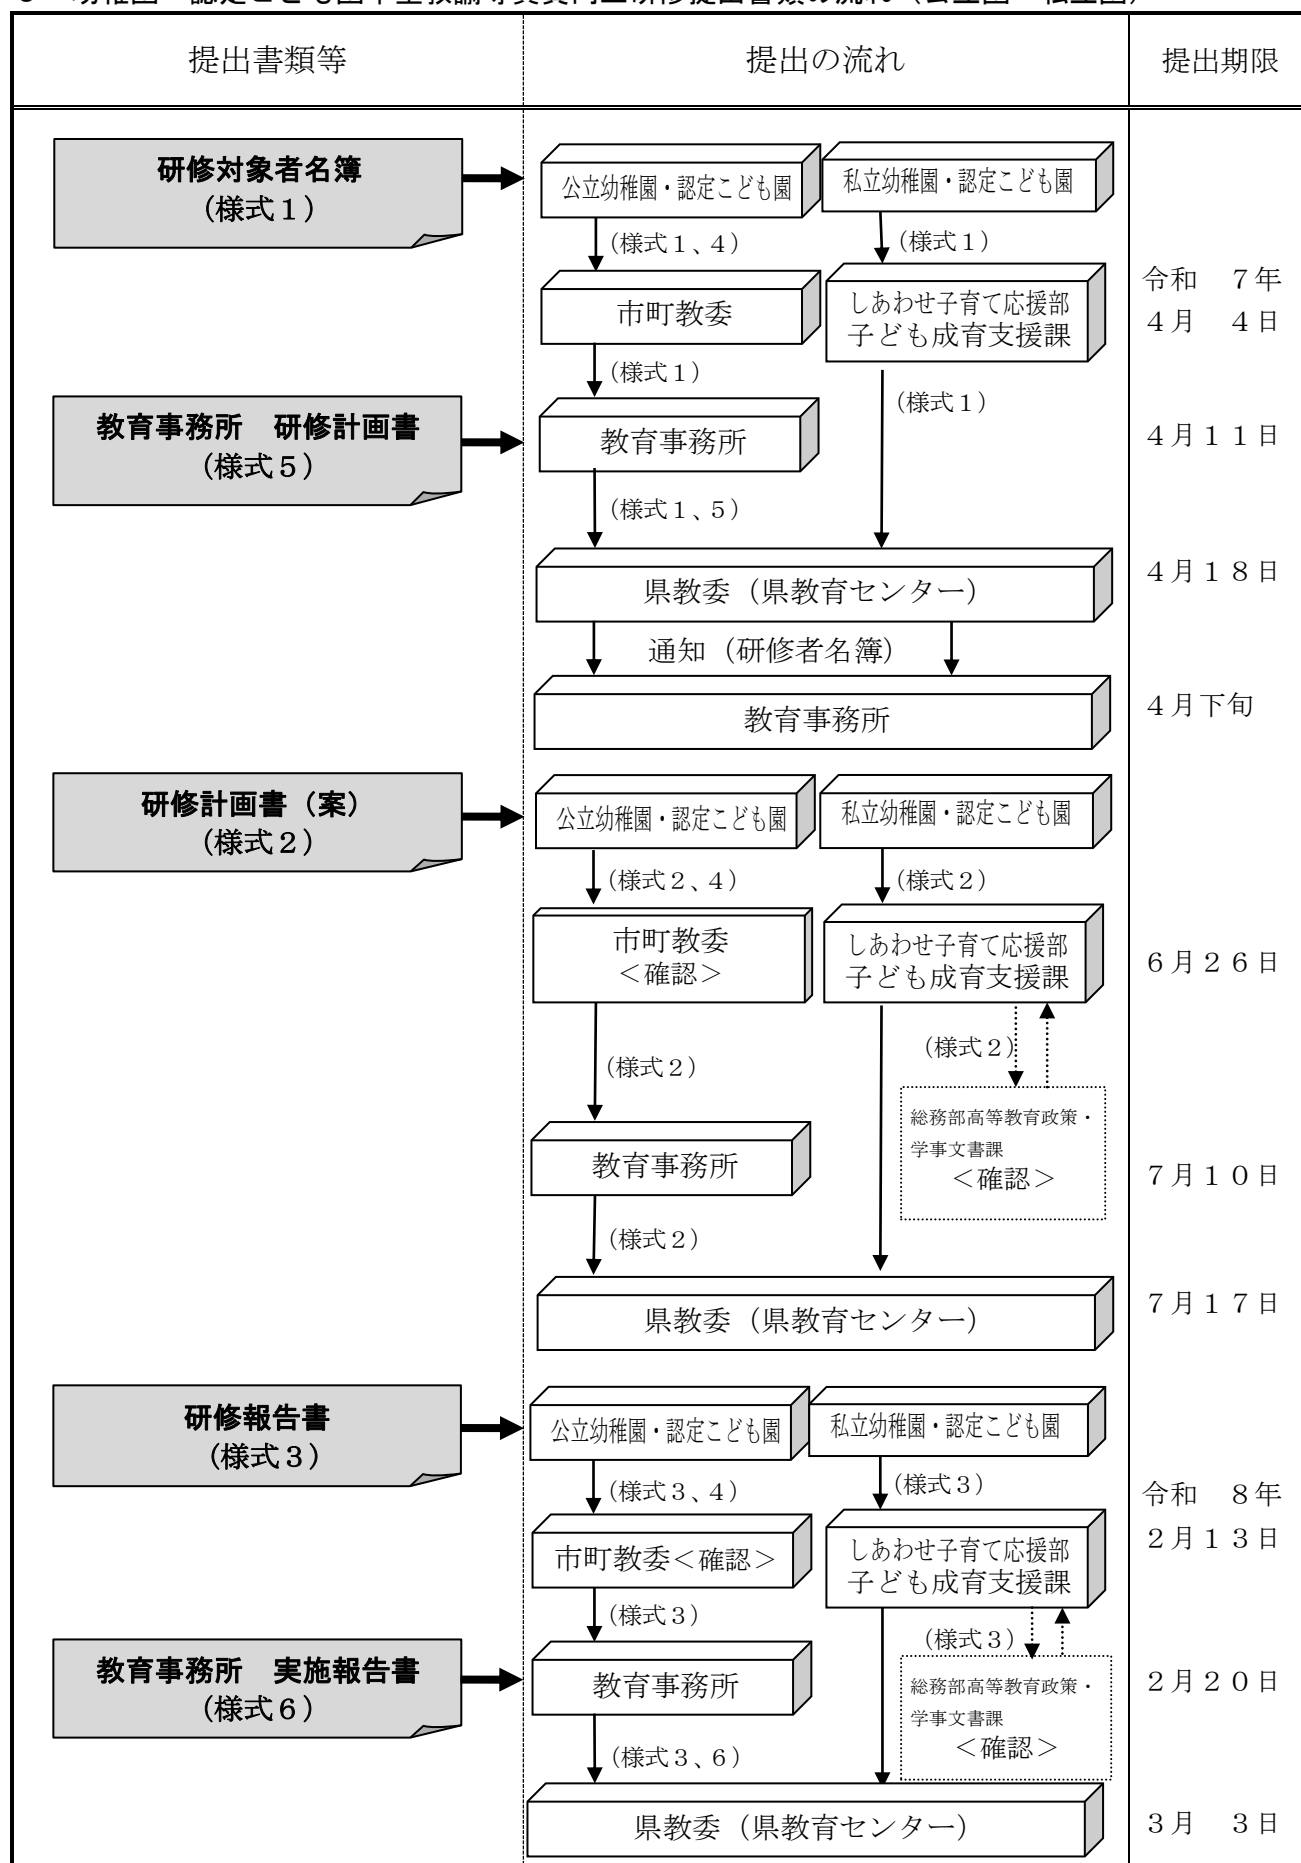 提出書類等
提出の流れ
提出期限
研修対象者名簿
（様式１）
公立幼稚園・認定こども園
私立幼稚園・認定こども園
（様式１、４）
（様式１）
市町教委
しあわせ子育て応援部
子ども成育支援課
令和　７年
４月　４日
（様式１）
（様式１）
教育事務所　研修計画書
（様式５）
教育事務所
４月１１日
（様式１、５）
県教委（県教育センター）
４月１８日
通知（研修者名簿）
教育事務所
４月下旬
研修計画書（案）
（様式２）
公立幼稚園・認定こども園
私立幼稚園・認定こども園
（様式２、４）
（様式２）
市町教委
＜確認＞
しあわせ子育て応援部
子ども成育支援課
６月２６日
（様式２）
（様式２）
総務部高等教育政策・
学事文書課
＜確認＞
教育事務所
７月１０日
（様式２）
県教委（県教育センター）
７月１７日
研修報告書
（様式３）
公立幼稚園・認定こども園
私立幼稚園・認定こども園
（様式３、４）
（様式３）
市町教委＜確認＞
しあわせ子育て応援部
子ども成育支援課
令和　８年
２月１３日
（様式３）
（様式３）
教育事務所　実施報告書
（様式６）
教育事務所
総務部高等教育政策・
学事文書課
＜確認＞
２月２０日
（様式３、６）
県教委（県教育センター）
３月　３日